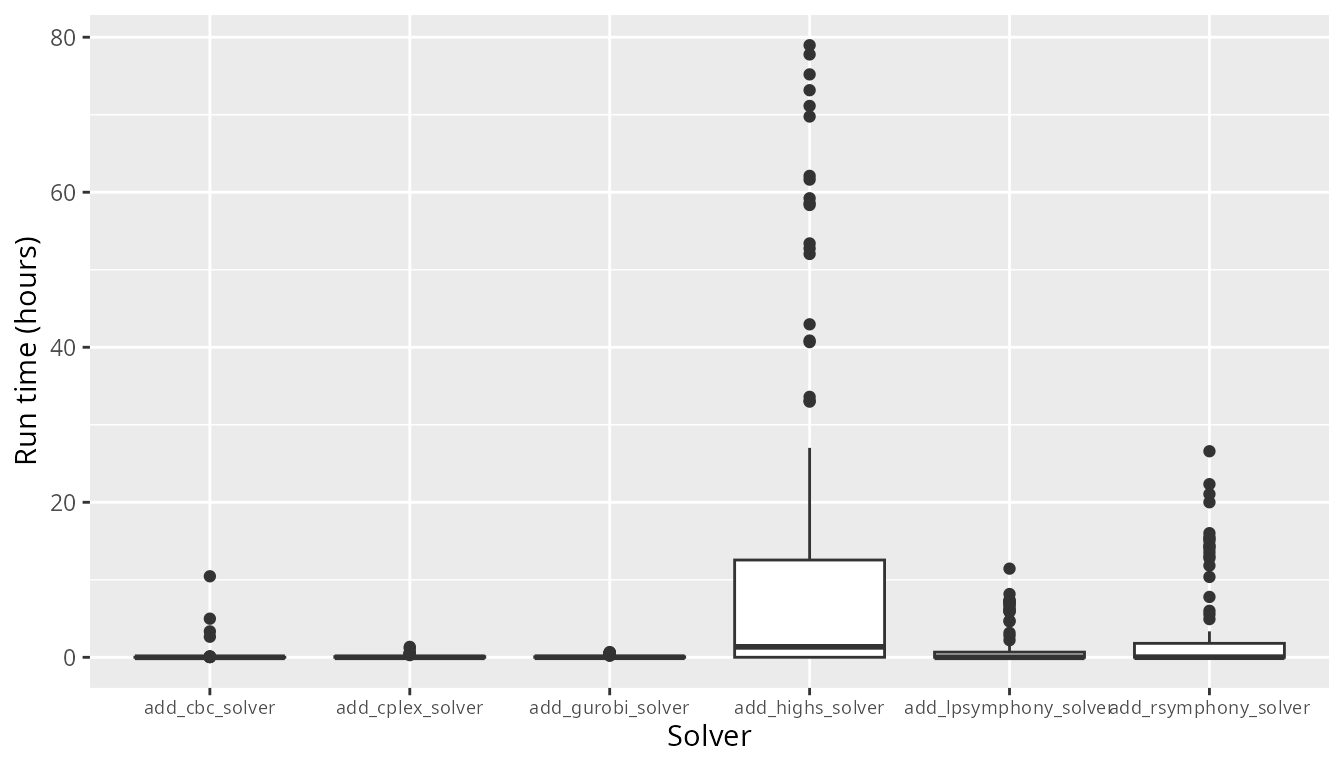 80
60
40
20
0
Run time (hours)
add_cbc_solver
add_cplex_solver
add_gurobi_solver
add_highs_solver
add_lpsymphony_solver
add_rsymphony_solver
Solver